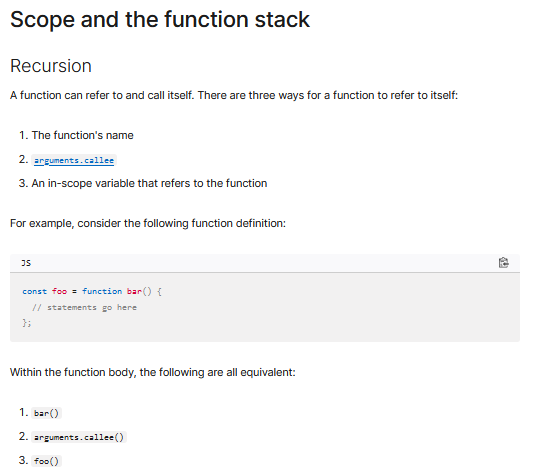 Scope and the function stack
Recursion
A function can refer to and call itself. There are three ways for a function to refer to itself:
1. The function's name
2. arguments.callee
3. An in-scope variable that refers to the function
For example, consider the following function definition:
JS
const foo = function bar() {
  // statements go here
};
Within the function body, the following are all equivalent:
1. bar()
2. arguments.callee()
3. foo()